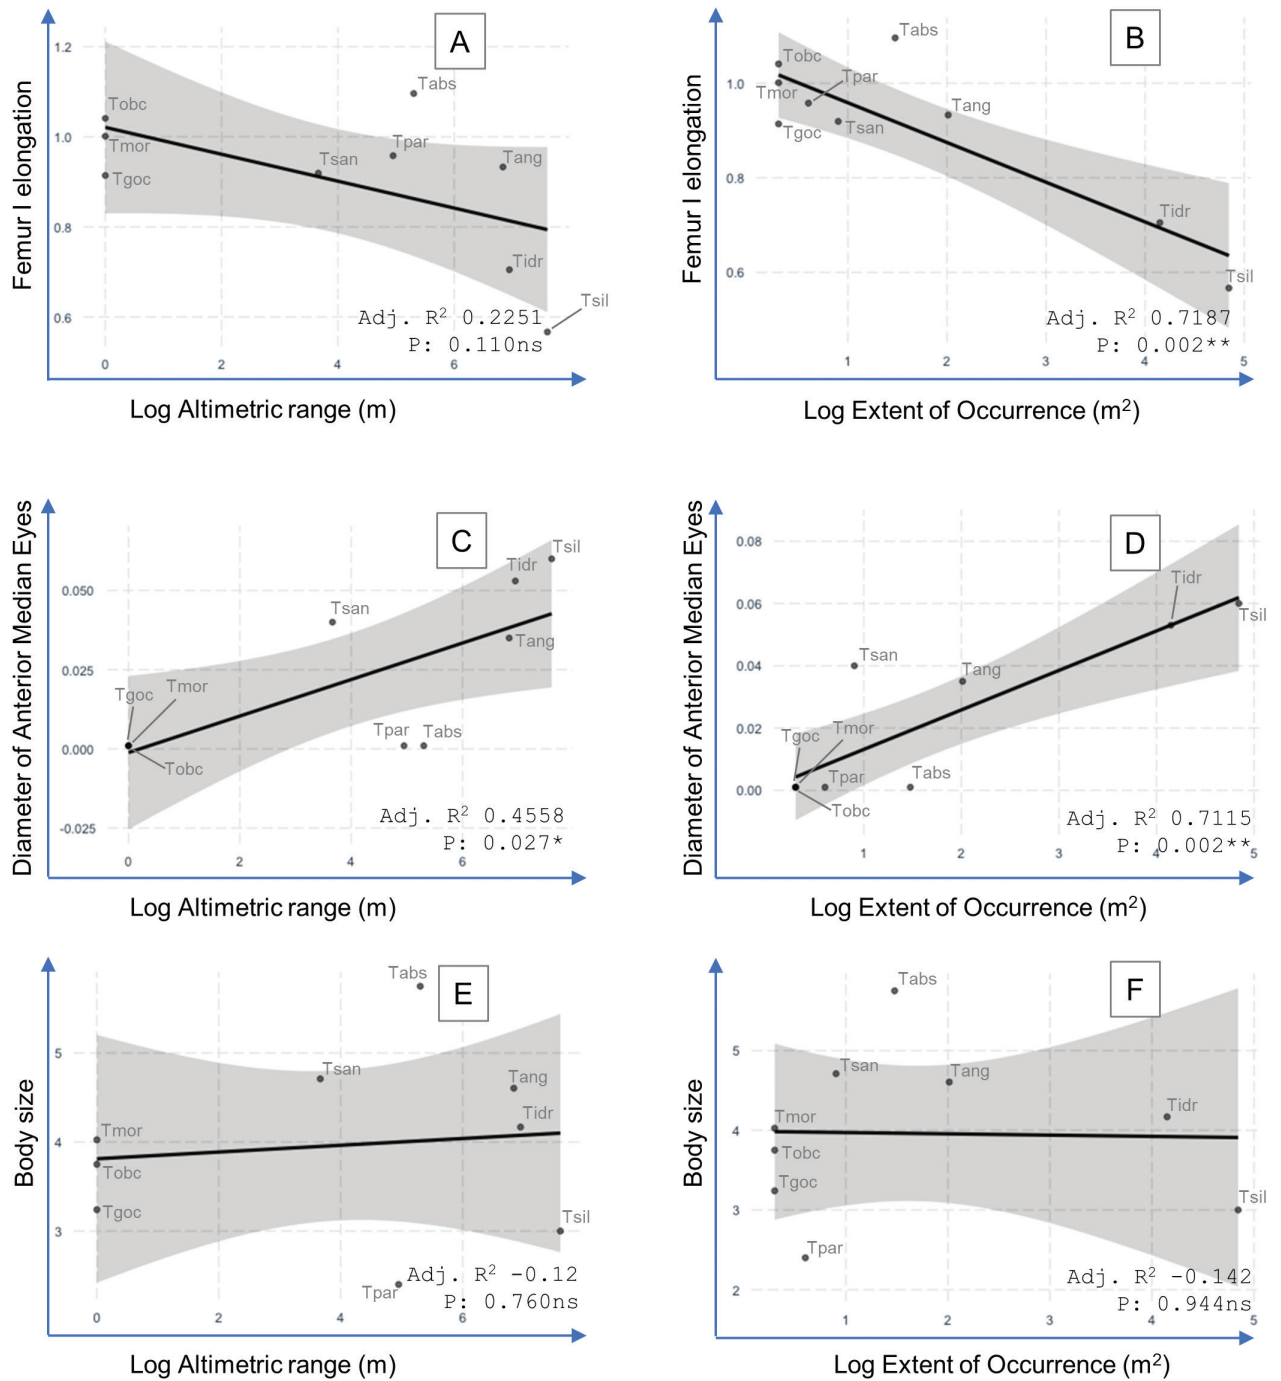 A
Femur I elongation
1.2
1.0
0.8
0.6
Tobc
Tmor
Tgoc
Tsan
Tpar
Tabs
Tang
Tidr
Tsil
Adj. R² 0.2251
P: 0.110ns
0 2 4 6
Log Altimetric range (m)
B
Femur I elongation
1.0
0.8
0.6
Tabs
Tobc
Tpar
Tmor
Tgoc
Tsan
Tang
Tidr
Tsil
Adj. R² 0.7187
P: 0.002**
1 2 3 4 5
Log Extent of Occurrence (m²)
C
Diameter of Anterior Median Eyes
0.050
0.025
0.000
-0.025
Tgoc
Tmor
Tobc
Tsan
Tpar
Tabs
Tang
Tidr
Tsil
Adj. R² 0.4558
P: 0.027*
0 2 4 6
Log Altimetric range (m)
D
Diameter of Anterior Median Eyes
0.08
0.06
0.04
0.02
0.00
Tgoc
Tmor
Tpar
Tobc
Tsan
Tabs
Tang
Tidr
Tsil
Adj. R² 0.7115
P: 0.002**
1 2 3 4 5
Log Extent of Occurrence (m²)
E
Body size
5
4
3
Tabs
Tsan
Tang
Tidr
Tmor
Tobc
Tgoc
Tsil
Tpar
Adj. R² -0.12
P: 0.760ns
0 2 4 6
Log Altimetric range (m)
F
Body size
5
4
3
2
Tabs
Tsan
Tang
Tidr
Tmor
Tobc
Tgoc
Tsil
Tpar
Adj. R² -0.142
P: 0.944ns
1 2 3 4 5
Log Extent of Occurrence (m²)